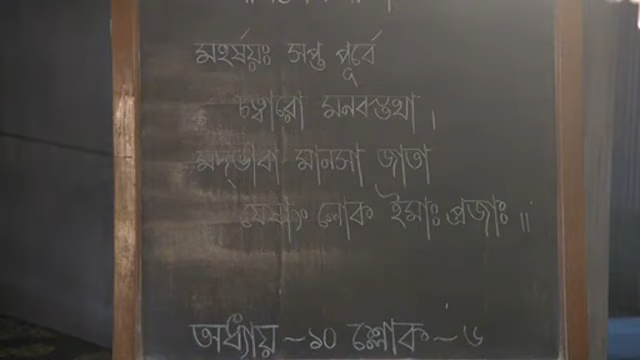 মহর্ষয়ঃ সপ্ত পূর্বে
চত্বারো মনবস্তথা ।
মদ্ভাবা মানসা জাতা
যেষাং লোক ইমাঃ প্রজাঃ ॥
অধ্যায় ~ ১০ শ্লোক ~ ৬